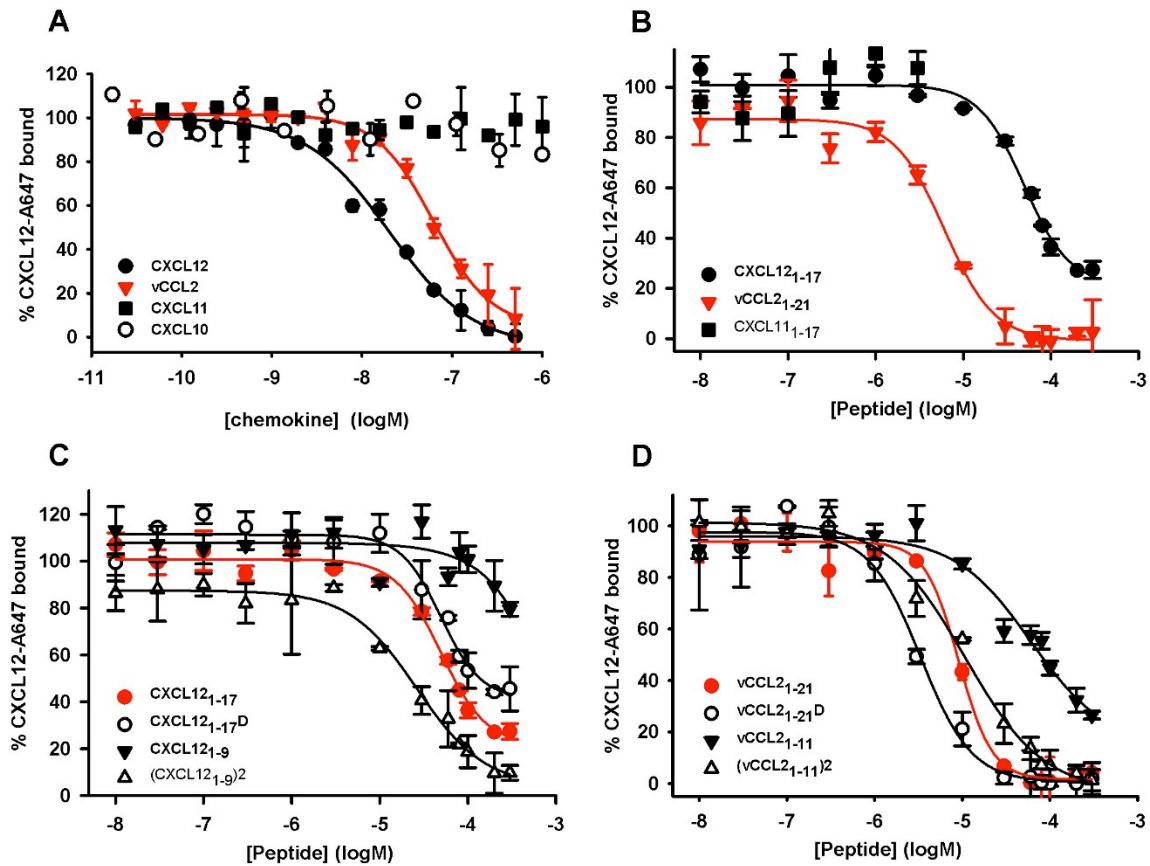 A
% CXCL12-A647 bound
120
100
80
60
40
20
0
CXCL12
vCCL2
CXCL11
CXCL10
-11 -10 -9 -8 -7 -6
[chemokine] (logM)
B
% CXCL12-A647 bound
100
80
60
40
20
0
CXCL12₁₋₁₇
vCCL2₁₋₂₁
CXCL11₁₋₁₇
-8 -7 -6 -5 -4 -3
[Peptide] (logM)
C
% CXCL12-A647 bound
120
100
80
60
40
20
0
CXCL12₁₋₁₇
CXCL12₁₋₁₇ᴰ
CXCL12₁₋₉
(CXCL12₁₋₉)2
-8 -7 -6 -5 -4 -3
[Peptide] (logM)
D
% CXCL12-A647 bound
100
80
60
40
20
0
vCCL2₁₋₂₁
vCCL2₁₋₂₁ᴰ
vCCL2₁₋₁₁
(vCCL2₁₋₁₁)2
-8 -7 -6 -5 -4 -3
[Peptide] (logM)